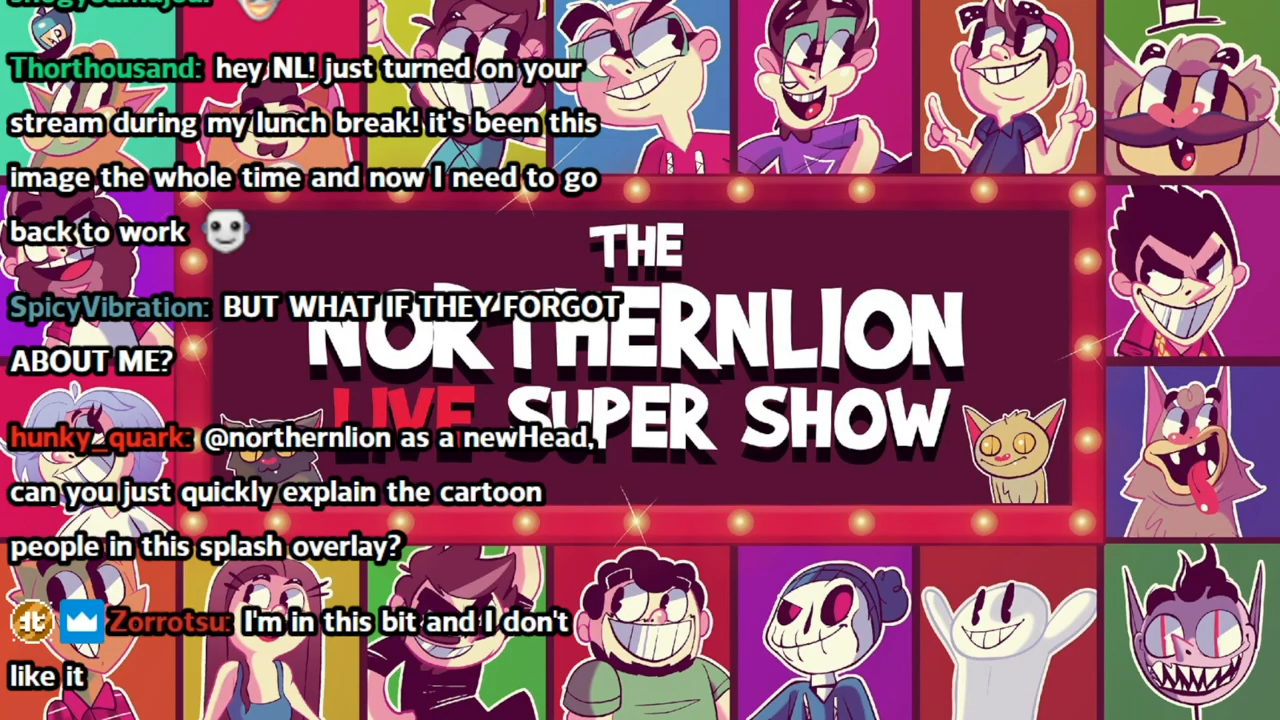 Thorthousand: hey NL! just turned on your
stream during my lunch break! it's been this
image the whole time and now I need to go
back to work
SpicyVibration: BUT WHAT IF THEY FORGOT
ABOUT ME?
hunky_quark: @northernlion as a newHead,
can you just quickly explain the cartoon
people in this splash overlay?
Zorrotsu: I'm in this bit and I don't
like it
THE
NORTHERNLION
LIVE SUPER SHOW